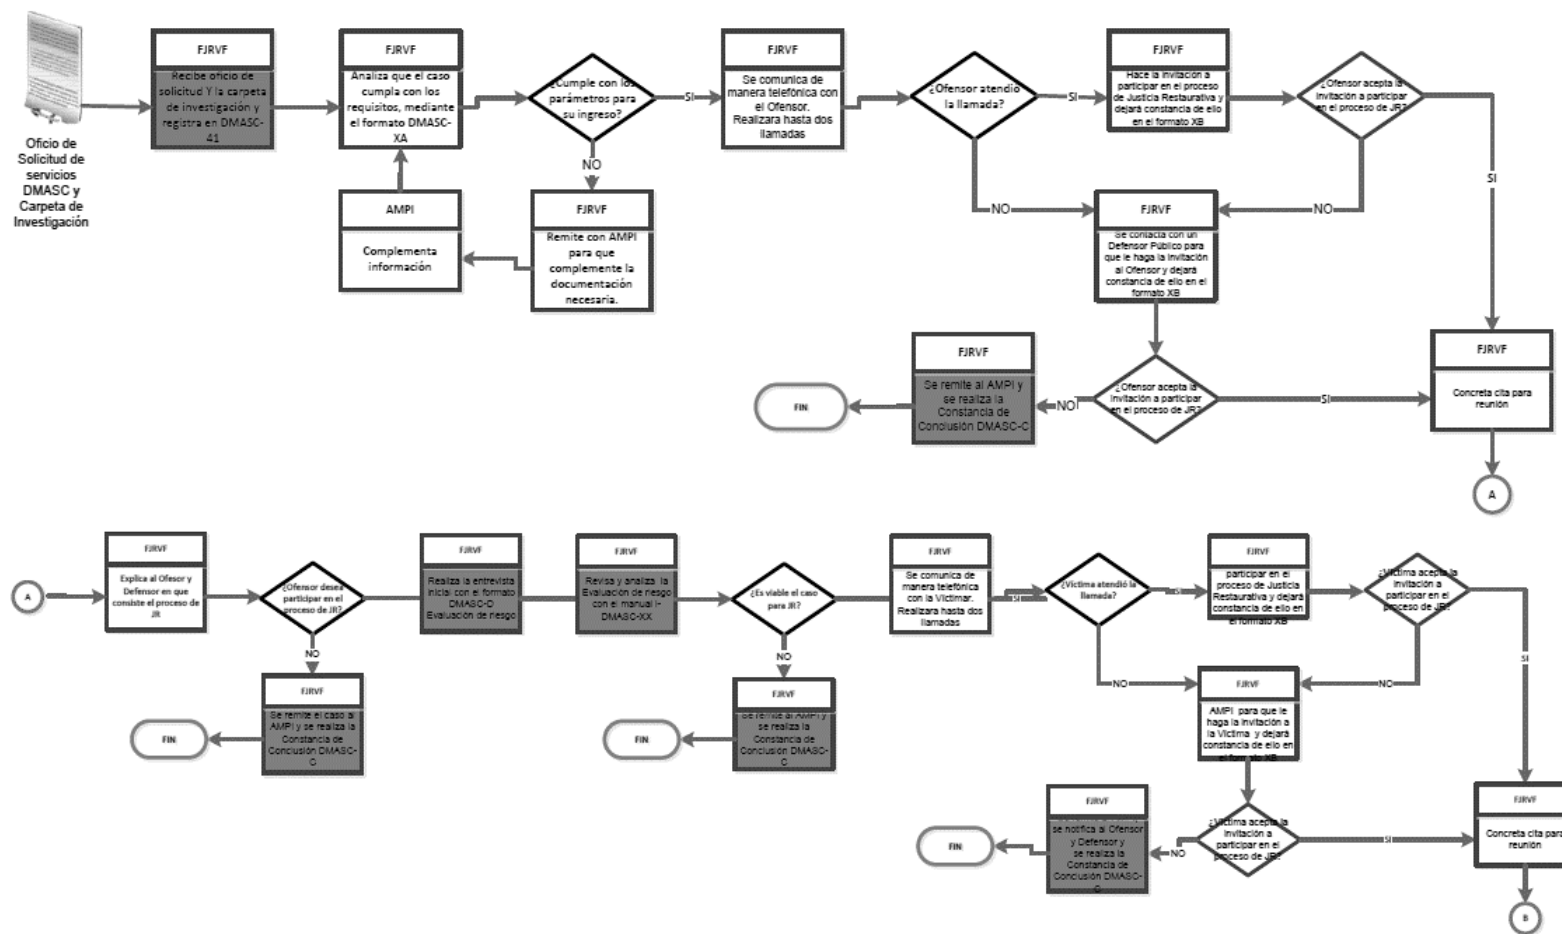 Oficio de
Solicitud de
servicios
DMASC y
Carpeta de
Investigación
FJRVF
Recibe oficio de
solicitud Y la carpeta
de investigación y
registra en DMASC-
41
FJRVF
Analiza que el caso
cumpla con los
requisitos, mediante
el formato DMASC-
XA
¿Cumple con los
parámetros para
su ingreso?
SI
NO
FJRVF
Remite con AMPI
para que
complemente la
documentación
necesaria.
AMPI
Complementa
información
FJRVF
Se comunica de
manera telefónica con
el Ofensor.
Realizara hasta dos
llamadas
¿Ofensor atendio
la llamada?
SI
NO
FJRVF
Hace la invitación a
participar en el proceso
de Justicia Restaurativa y
dejará constancia de ello
en el formato XB
¿Ofensor acepta la
invitación a participar
en el proceso de JR?
SI
NO
FJRVF
Se contacta con un
Defensor Público para
que le haga la invitación
al Ofensor y dejará
constancia de ello en el
formato XB
¿Ofensor acepta la
invitación a participar
en el proceso de JR?
NO
SI
FJRVF
Se remite al AMPI y
se realiza la
Constancia de
Conclusión DMASC-C
FIN
FJRVF
Concreta cita para
reunión
A
A
FJRVF
Explica al Ofesor y
Defensor en que
consiste el proceso de
JR
¿Ofensor desea
participar en el
proceso de JR?
NO
FJRVF
Se remite el caso al
AMPI y se realiza la
Constancia de
Conclusión DMASC-
C
FIN
FJRVF
Realiza la entrevista
inicial con el formato
DMASC-D
Evaluación de riesgo
FJRVF
Revisa y analiza la
Evaluación de riesgo
con el manual I-
DMASC-XX
¿Es viable el caso
para JR?
NO
FJRVF
Se remite al AMPI y
se realiza la
Constancia de
Conclusión DMASC-
C
FIN
FJRVF
Se comunica de
manera telefónica
con la Víctimar.
Realizara hasta dos
llamadas
SI
¿Víctima atendió la
llamada?
SI
NO
FJRVF
participar en el
proceso de Justicia
Restaurativa y dejará
constancia de ello en
el formato XB
¿Víctima acepta la
invitación a
participar en el
proceso de JR?
SI
NO
FJRVF
AMPI para que le
haga la invitación a
la Víctima y dejará
constancia de ello en
el formato XB
¿Víctima acepta la
invitación a
participar en el
proceso de JR?
NO
SI
FJRVF
se notifica al Ofensor
y Defensor y
se realiza la
Constancia de
Conclusión DMASC-
C
FIN
FJRVF
Concreta cita para
reunión
B